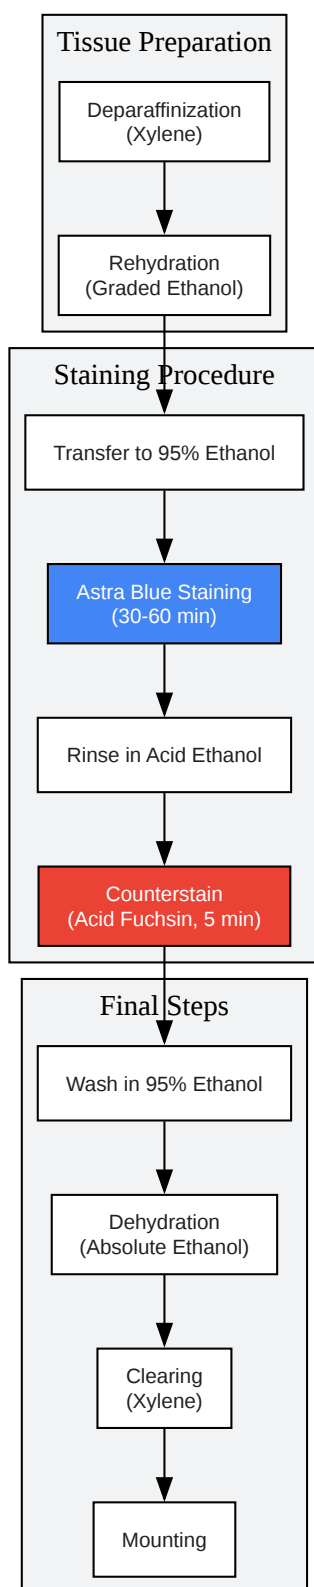 Tissue Preparation
Deparaffinization
(Xylene)
Rehydration
(Graded Ethanol)
Staining Procedure
Transfer to 95% Ethanol
Astra Blue Staining
(30-60 min)
Rinse in Acid Ethanol
Counterstain
(Acid Fuchsin, 5 min)
Final Steps
Wash in 95% Ethanol
Dehydration
(Absolute Ethanol)
Clearing
(Xylene)
Mounting